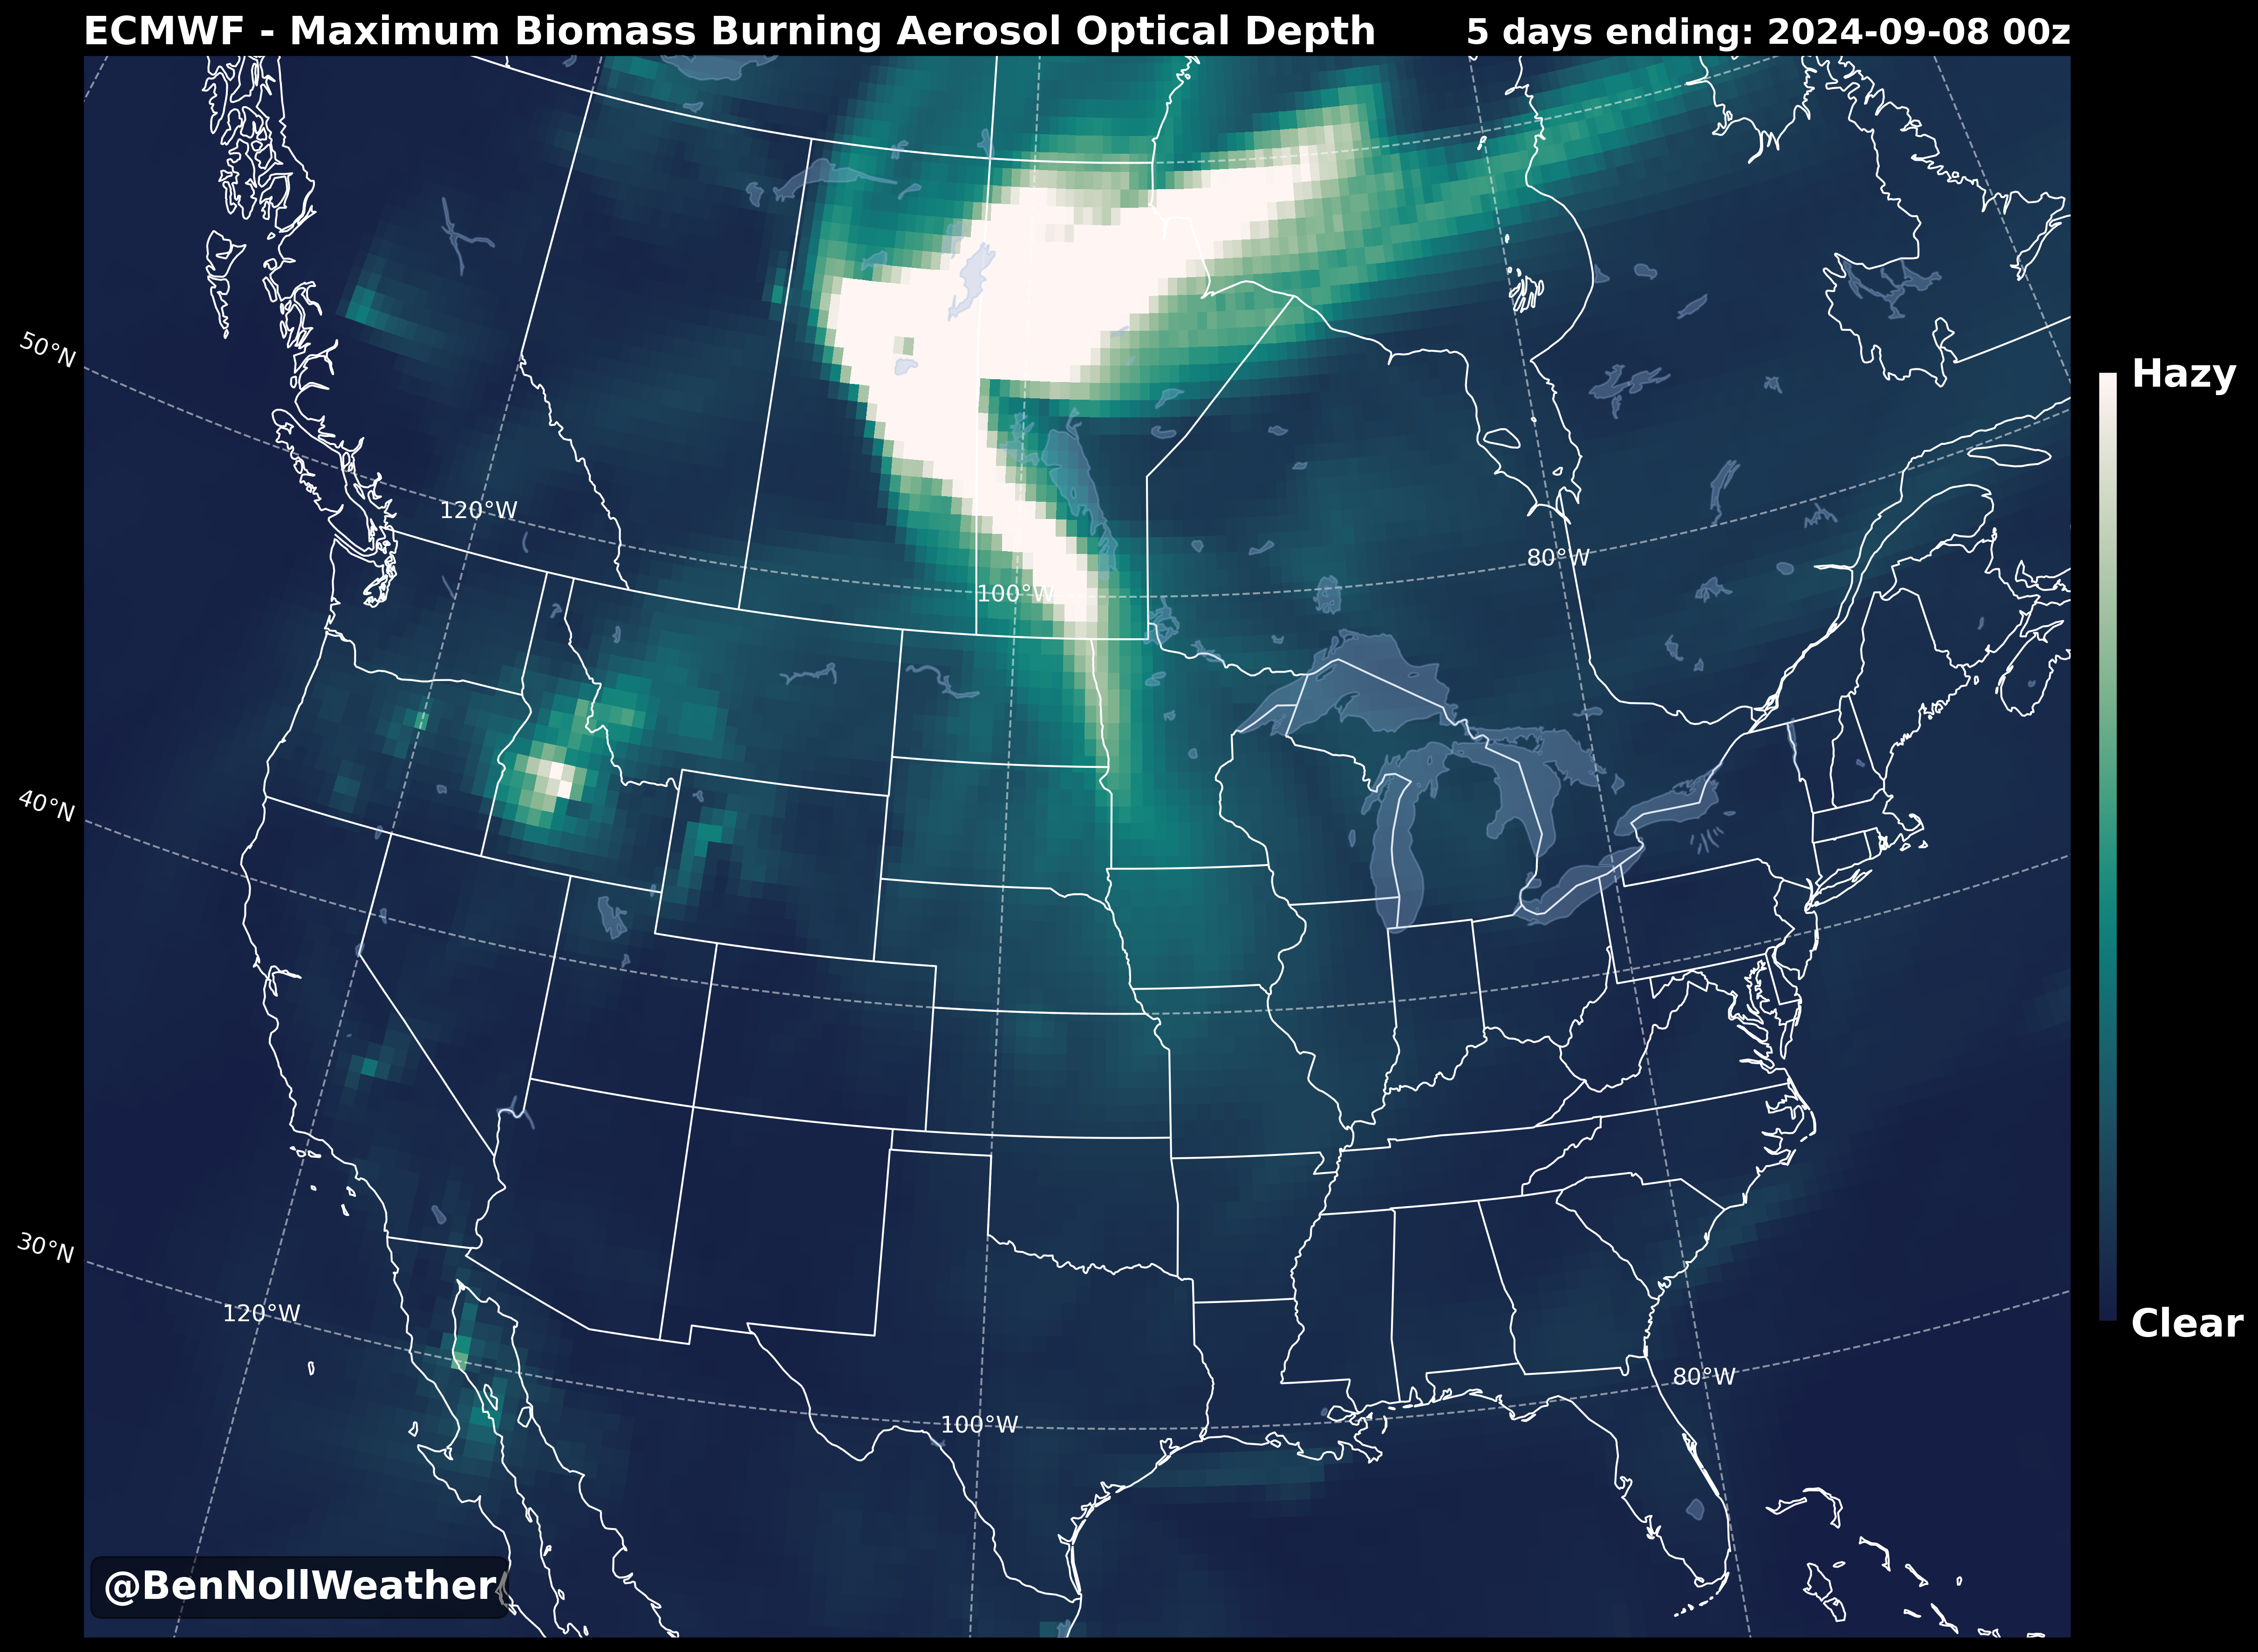 ECMWF - Maximum Biomass Burning Aerosol Optical Depth
5 days ending: 2024-09-08 00z
50°N
Hazy
120°W
80°W
100°W
40°N
30°N
120°W
Clear
80°W
100°W
@BenNollWeather